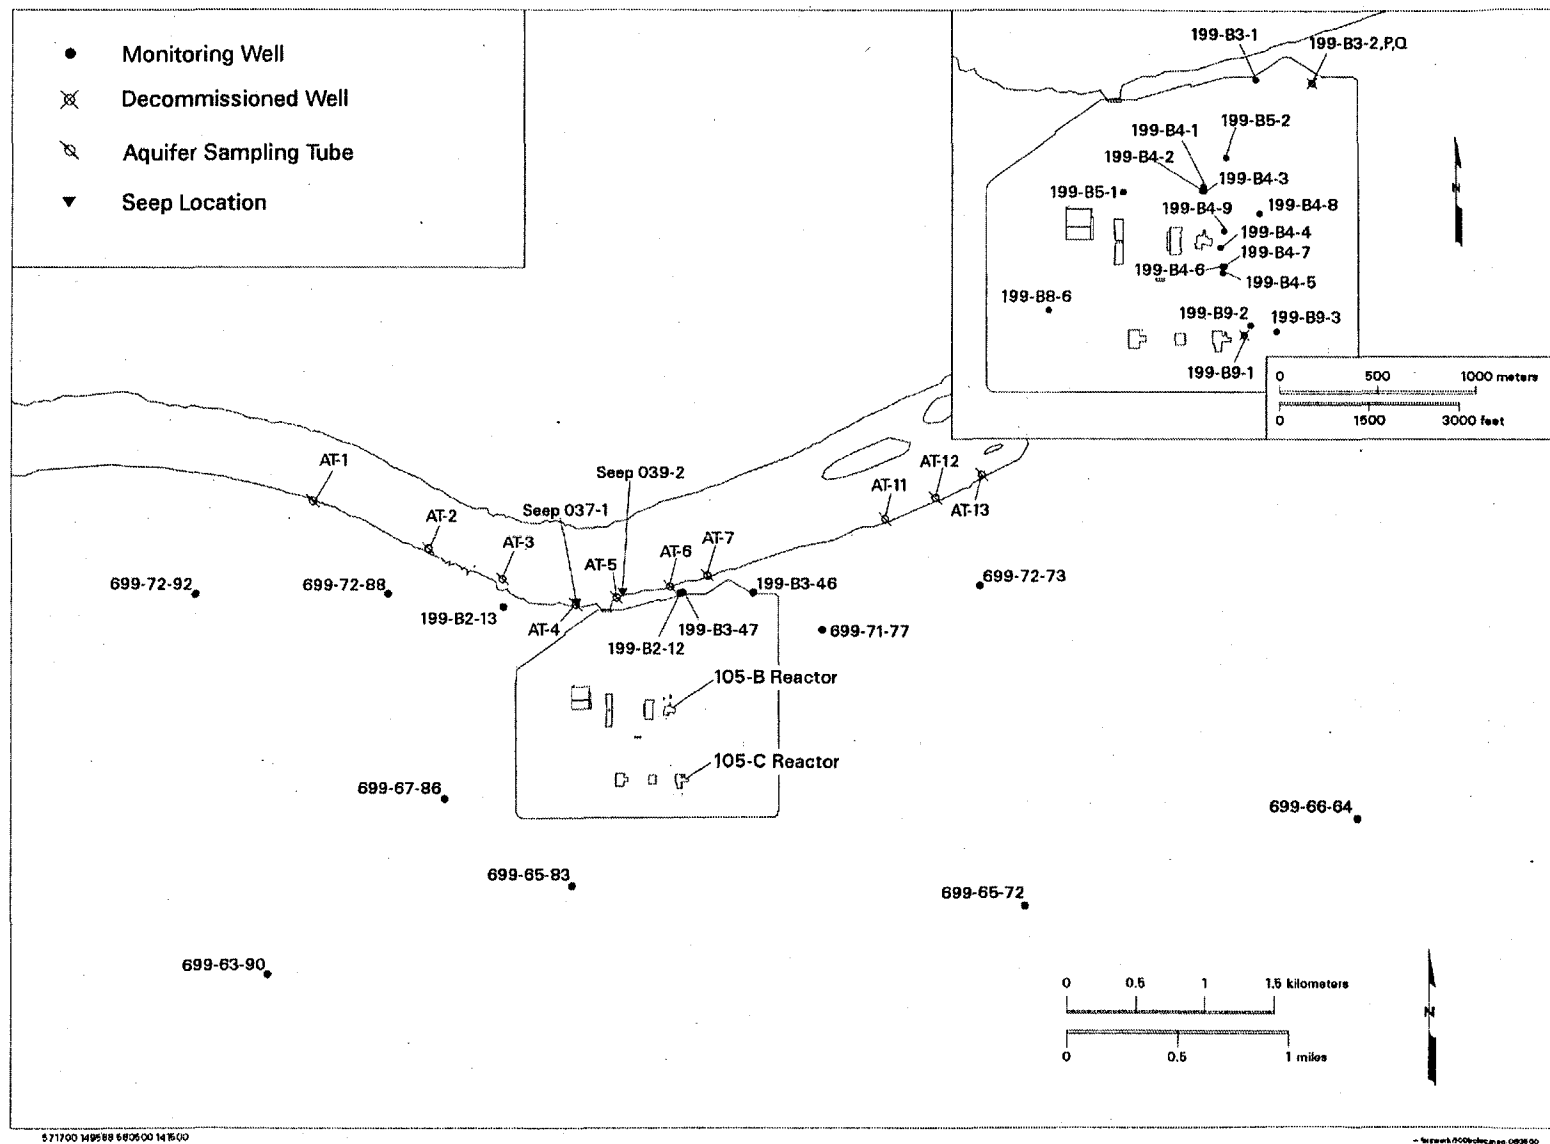 Monitoring Well
Decommissioned Well
Aquifer Sampling Tube
Seep Location
199-B3-1
199-B3-2,P,Q
199-B5-2
199-B4-1
199-B4-2
199-B4-3
199-B5-1
199-B4-8
199-B4-9
199-B4-4
199-B4-7
199-B4-6
199-B4-5
199-B8-6
199-B9-2
199-B9-3
199-B9-1
N
0 500 1000 meters
0 1500 3000 feet
AT-1
Seep 039-2
AT-12
AT-11
AT-13
Seep 037-1
AT-2
AT-3
AT-6
AT-7
AT-5
699-72-92
699-72-88
199-B3-46
699-72-73
199-B2-13
AT-4
199-B3-47
699-71-77
199-B2-12
105-B Reactor
105-C Reactor
699-67-86
699-66-64
699-65-83
699-65-72
699-63-90
0 0.5 1 1.5 kilometers
N
0 0.5 1 miles
571700 149588 580500 141500